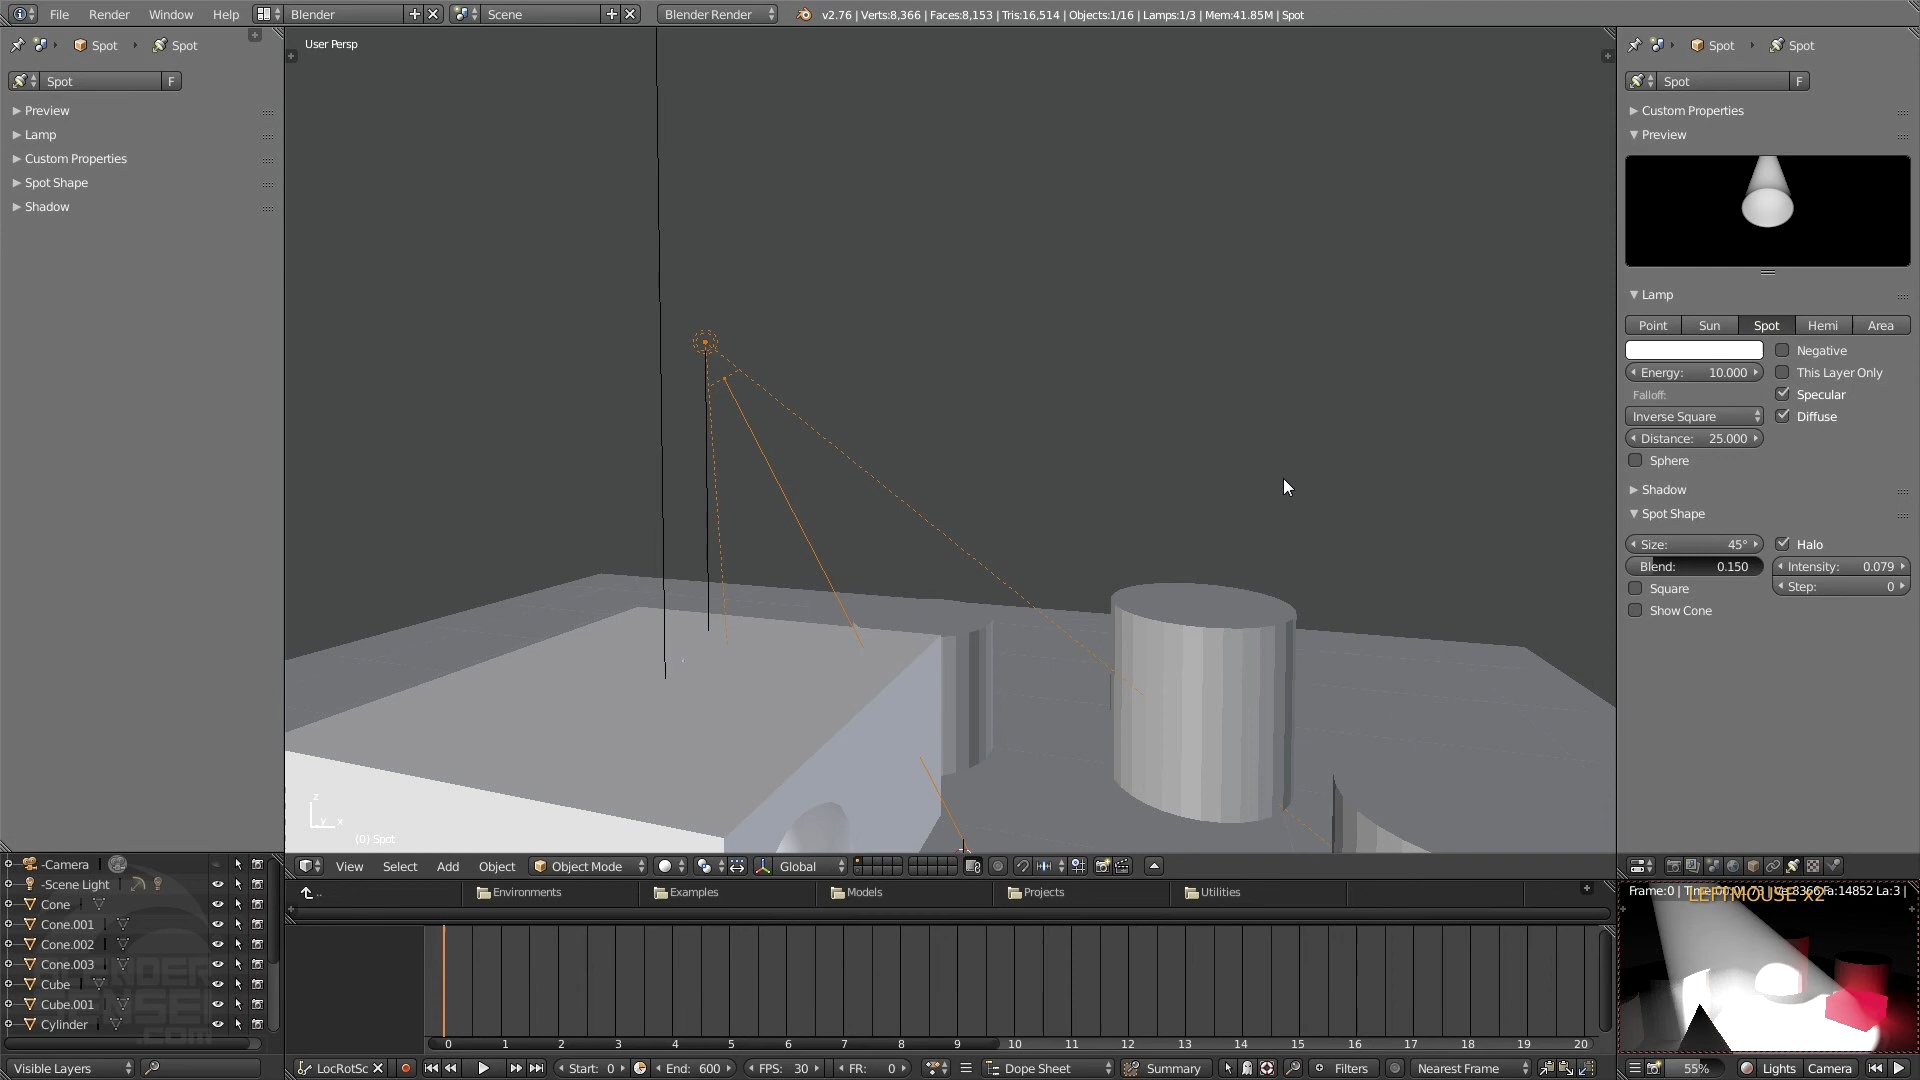 File Render Window Help Blender Scene Blender Render v2.76 | Verts:8,366 | Faces:8,153 | Tris:16,514 | Objects:1/16 | Lamps:1/3 | Mem:41.85M | Spot
Spot Spot
Spot F
Preview
Lamp
Custom Properties
Spot Shape
Shadow
User Persp
z
y x
(0) Spot
Spot Spot
Spot F
Custom Properties
Preview
Lamp
Point Sun Spot Hemi Area
Negative
Energy: 10.000 This Layer Only
Falloff: Specular
Inverse Square Diffuse
Distance: 25.000
Sphere
Shadow
Spot Shape
Size: 45° Halo
Blend: 0.150 Intensity: 0.079
Square Step: 0
Show Cone
View Select Add Object Object Mode Global
-Camera
-Scene Light
Cone
Cone.001
Cone.002
Cone.003
Cube
Cube.001
Cylinder
BLENDER
SENSEI
.COM
.. Environments Examples Models Projects Utilities
0 1 2 3 4 5 6 7 8 9 10 11 12 13 14 15 16 17 18 19 20
Frame:0 | La:3 |
LEFTMOUSE x2
Visible Layers LocRotSc Start: 0 End: 600 FPS: 30 FR: 0 Dope Sheet Summary Filters Nearest Frame 55% Lights Camera